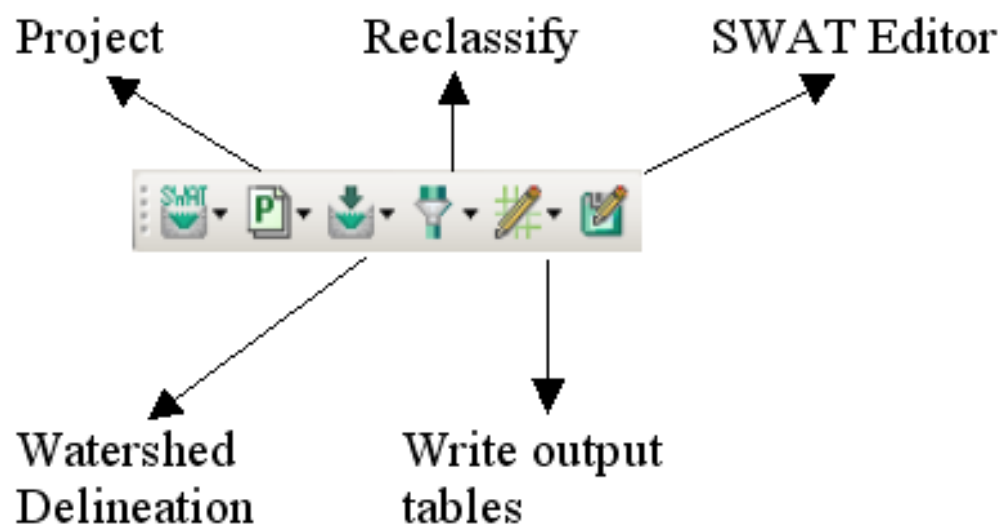 Project
Reclassify
SWAT Editor
SWAT
P
Watershed
Delineation
Write output
tables